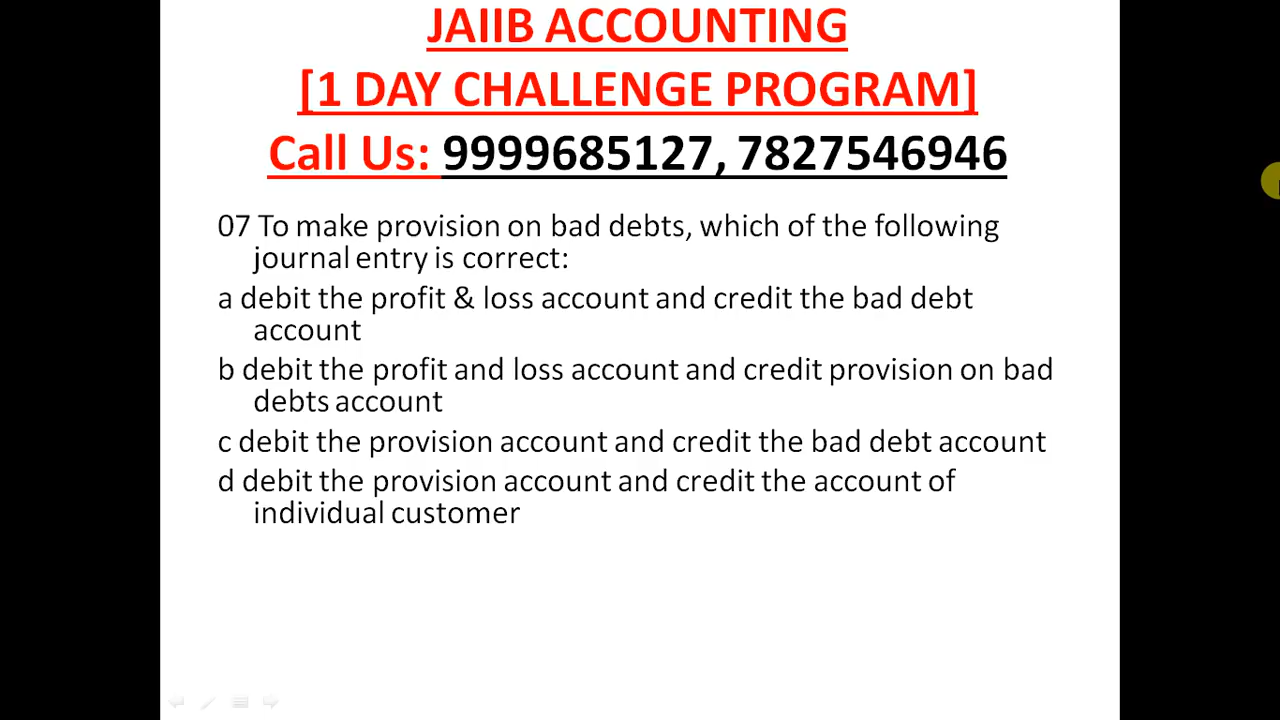 JAIIB ACCOUNTING
[1 DAY CHALLENGE PROGRAM]
Call Us: 9999685127, 7827546946
07 To make provision on bad debts, which of the following
journal entry is correct:
a debit the profit & loss account and credit the bad debt
account
b debit the profit and loss account and credit provision on bad
debts account
c debit the provision account and credit the bad debt account
d debit the provision account and credit the account of
individual customer